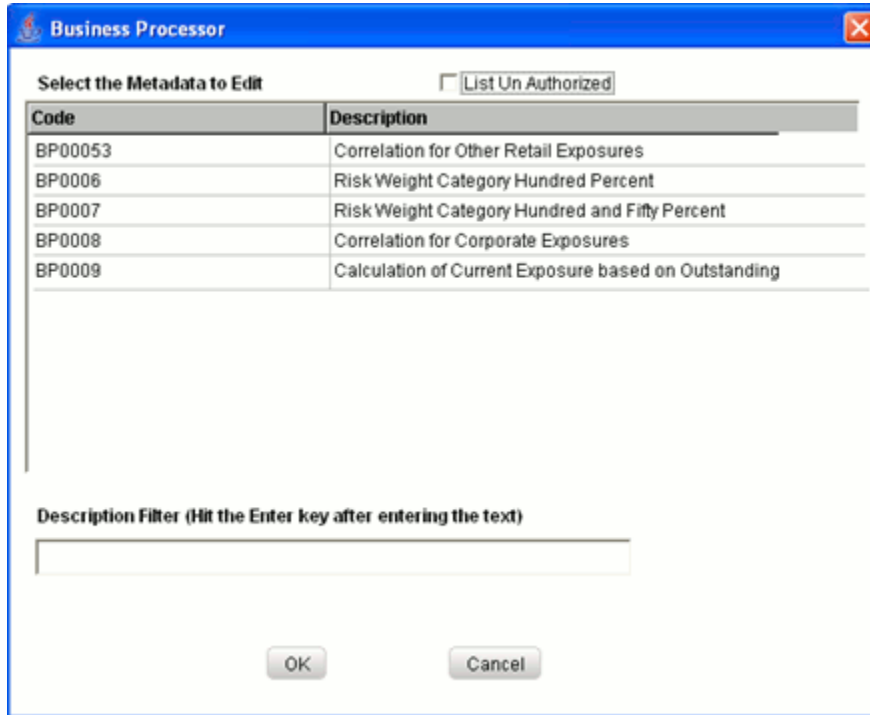 Business Processor
Select the Metadata to Edit List Un Authorized
Code Description
BP00053 Correlation for Other Retail Exposures
BP0006 Risk Weight Category Hundred Percent
BP0007 Risk Weight Category Hundred and Fifty Percent
BP0008 Correlation for Corporate Exposures
BP0009 Calculation of Current Exposure based on Outstanding
Description Filter (Hit the Enter key after entering the text)
OK Cancel